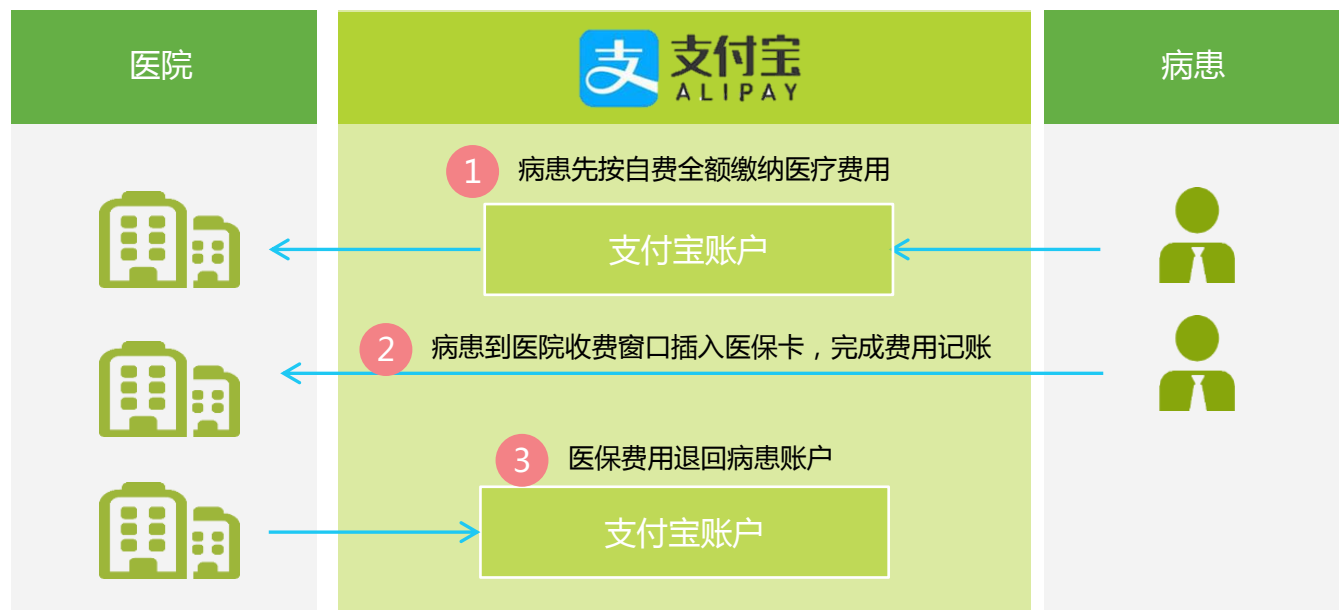 医院
支 支付宝
ALIPAY
病患
1 病患先按自费全额缴纳医疗费用
支付宝账户
2 病患到医院收费窗口插入医保卡，完成费用记账
3 医保费用退回病患账户
支付宝账户